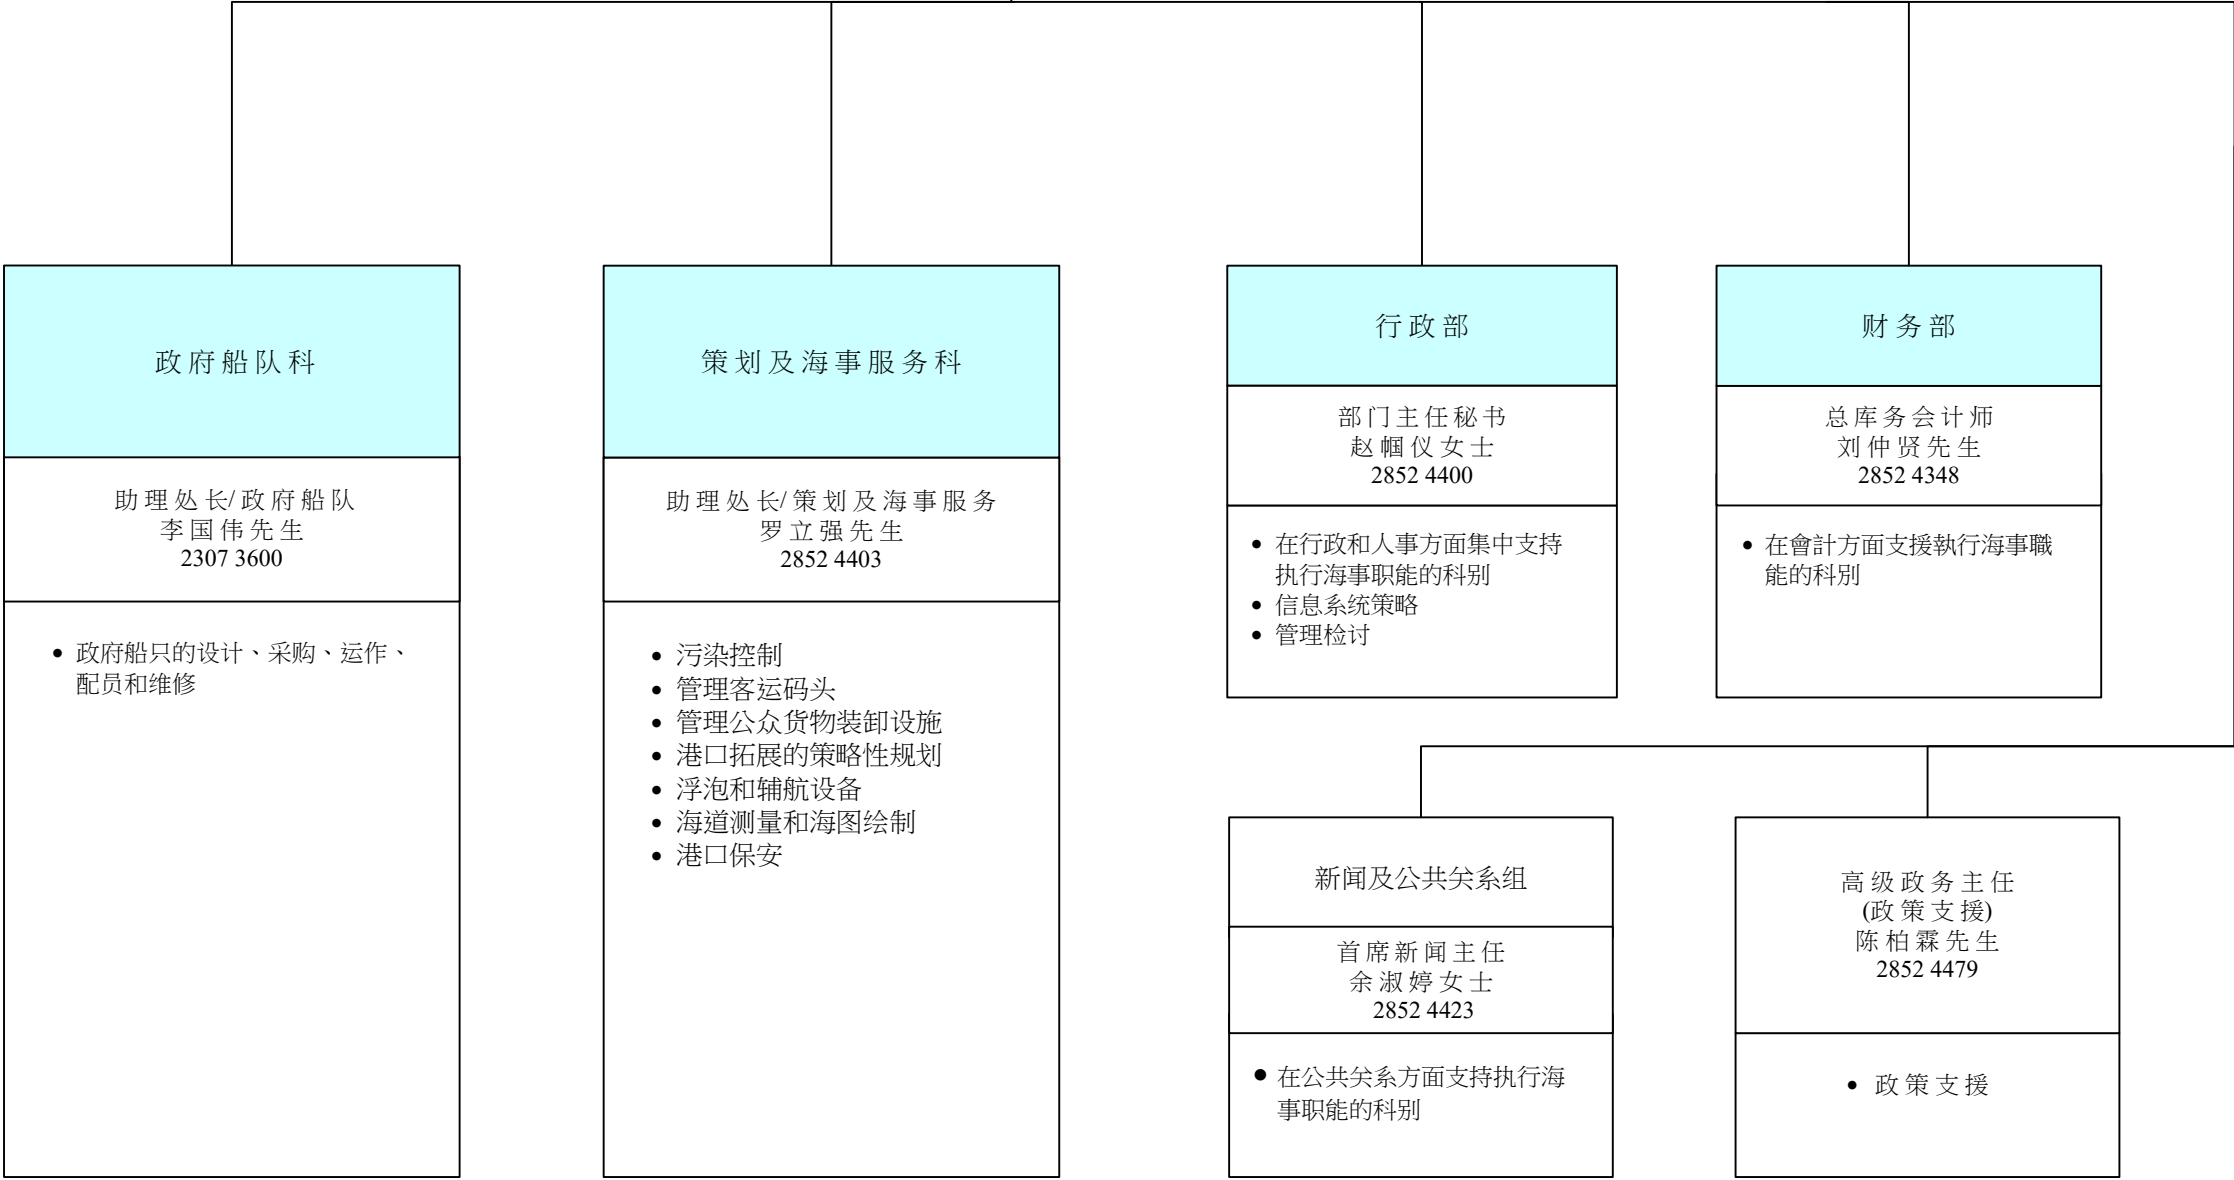 政府船队科
助理处长/政府船队
李国伟先生
2307 3600
• 政府船只的设计、采购、运作、
配员和维修
策划及海事服务科
助理处长/策划及海事服务
罗立强先生
2852 4403
• 污染控制
• 管理客运码头
• 管理公众货物装卸设施
• 港口拓展的策略性规划
• 浮泡和辅航设备
• 海道测量和海图绘制
• 港口保安
行政部
部门主任秘书
赵帼仪女士
2852 4400
• 在行政和人事方面集中支持
执行海事职能的科别
• 信息系统策略
• 管理检讨
财务部
总库务会计师
刘仲贤先生
2852 4348
• 在會計方面支援執行海事職
能的科别
新闻及公共关系组
首席新闻主任
余淑婷女士
2852 4423
• 在公共关系方面支持执行海
事职能的科别
高级政务主任
(政策支援)
陈柏霖先生
2852 4479
• 政策支援